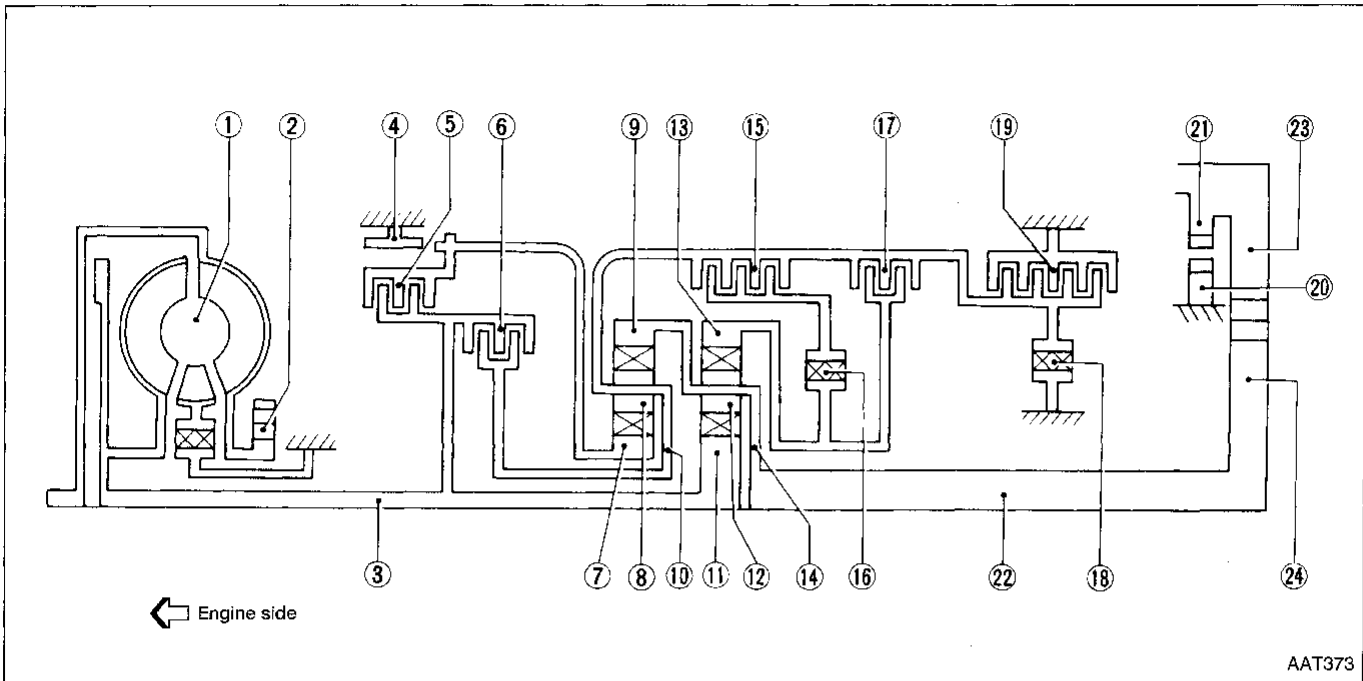 ① ② ④ ⑤ ⑥ ⑨ ⑬ ⑮ ⑰ ⑲ ㉑ ㉓
⑳
③ ⑦ ⑧ ⑩ ⑪ ⑫ ⑭ ⑯ ㉒ ⑱ ㉔
Engine side
AAT373